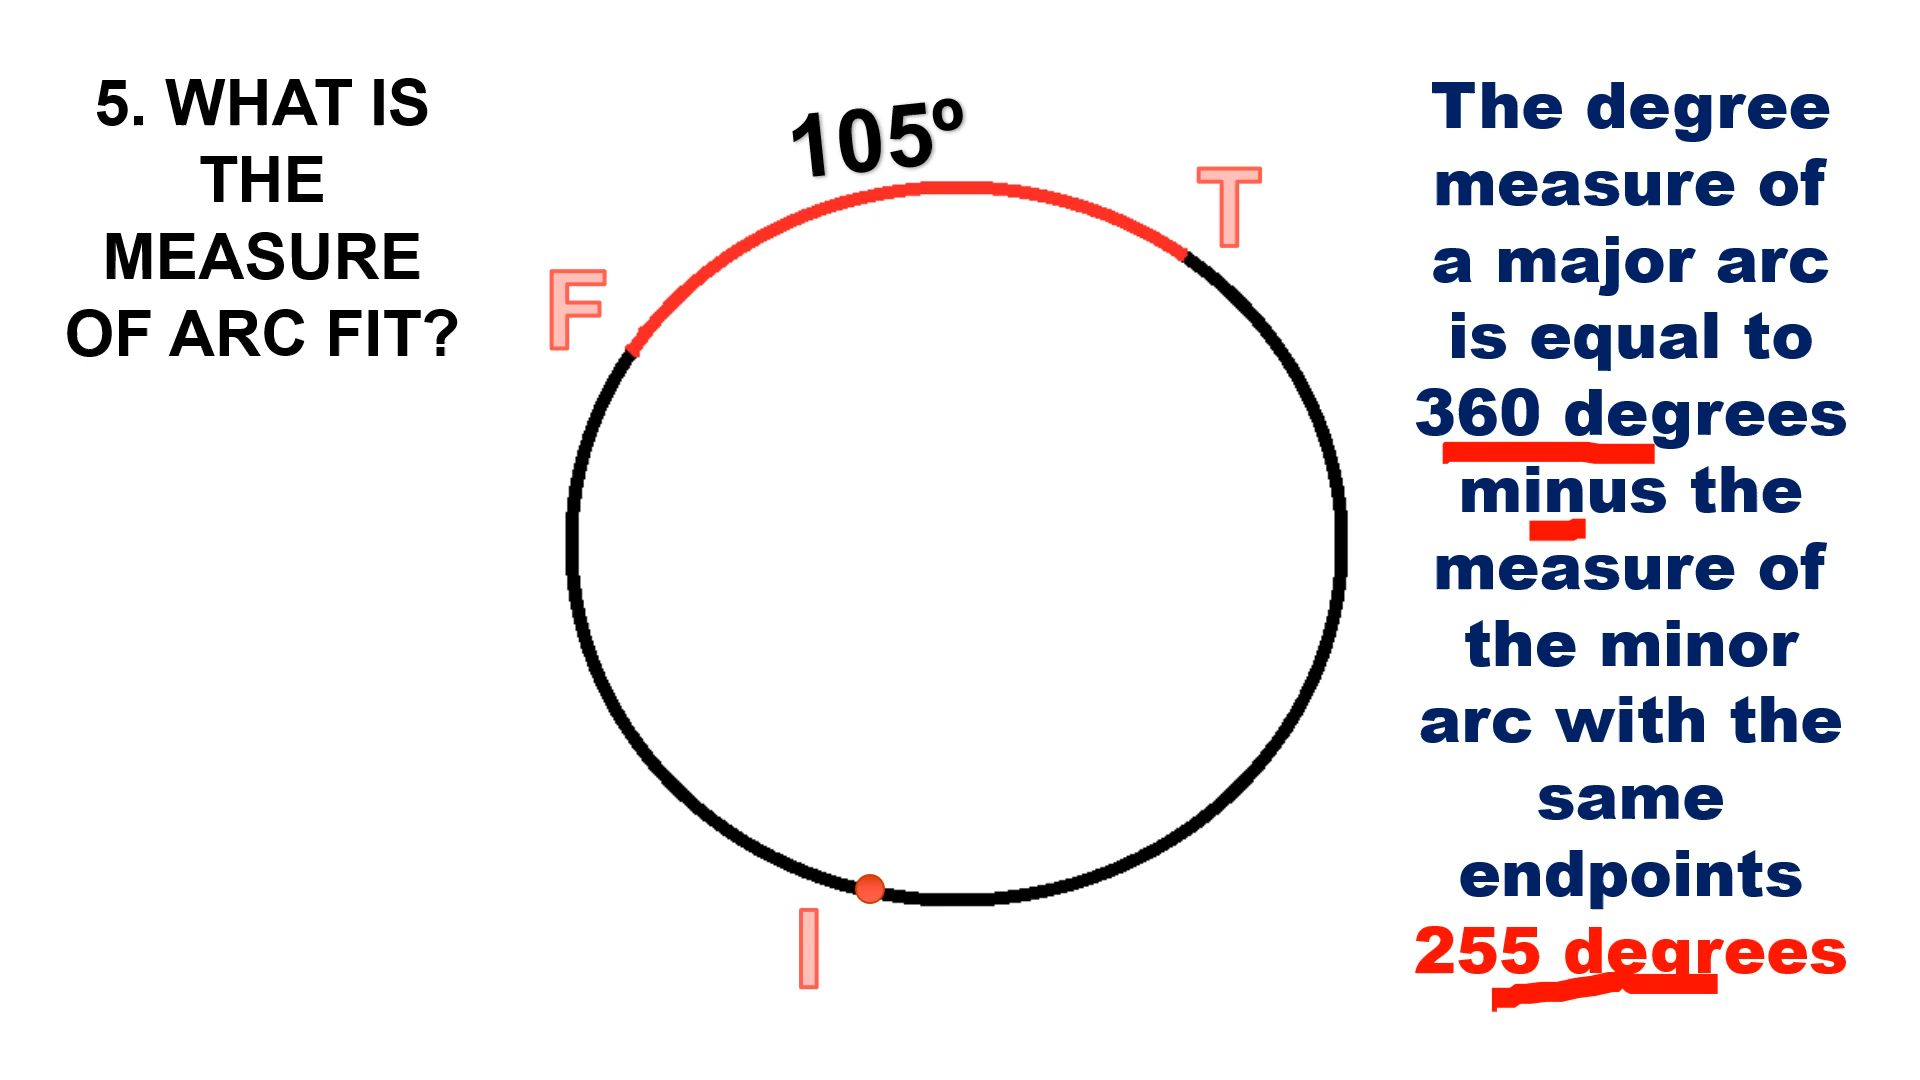 5. WHAT IS
THE
MEASURE
OF ARC FIT?
105º
T
F
I
The degree
measure of
a major arc
is equal to
360 degrees
minus the
measure of
the minor
arc with the
same
endpoints
255 degrees